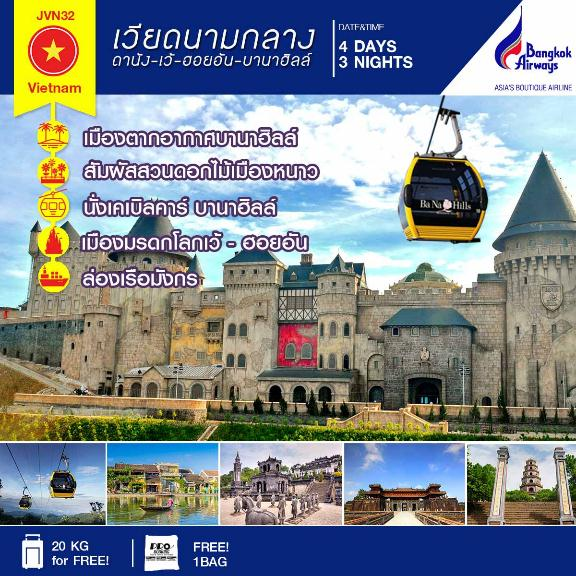 JVN32
Vietnam
เวียดนามกลาง
ดานัง-เว้-ฮอยอัน-บานาฮิลล์
DATE&TIME
4 DAYS
3 NIGHTS
Bangkok
Airways
ASIA'S BOUTIQUE AIRLINE
เมืองตากอากาศบานาฮิลล์
สัมผัสสวนดอกไม้เมืองหนาว
นั่งเคเบิลคาร์ บานาฮิลล์
เมืองมรดกโลกเว้ - ฮอยอัน
ล่องเรือมังกร
Ba Na Hills
20 KG
for FREE!
PRO
FREE!
1BAG